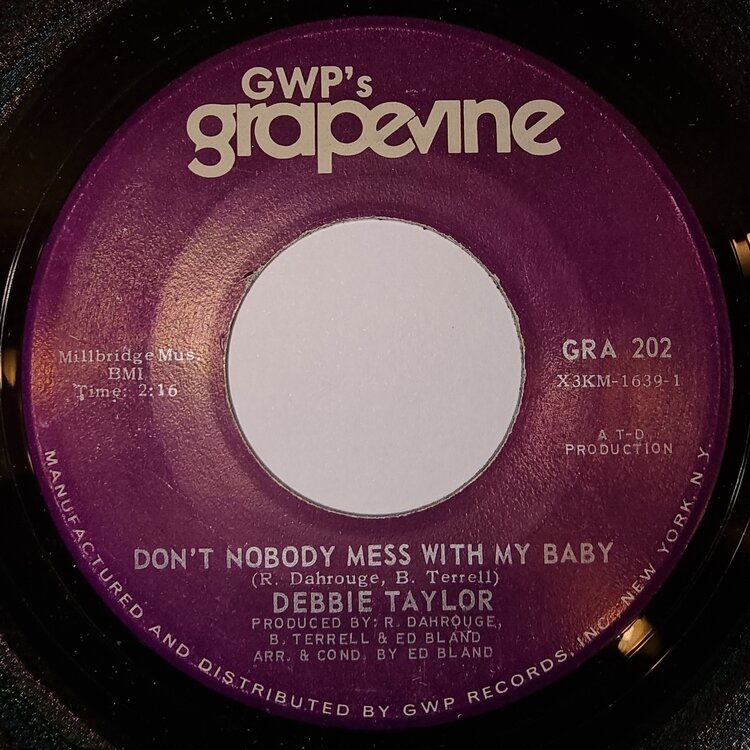 GWP's
grapevine
Millbridge Mus.
BMI
Time: 2:16
GRA 202
X3KM-1639-1
A T-D
PRODUCTION
DON'T NOBODY MESS WITH MY BABY
(R. Dahrouge, B. Terrell)
DEBBIE TAYLOR
PRODUCED BY: R. DAHROUGE,
B. TERRELL & ED BLAND
ARR. & COND. BY ED BLAND
MANUFACTURED AND DISTRIBUTED BY GWP RECORDS, INC., NEW YORK, N.Y.